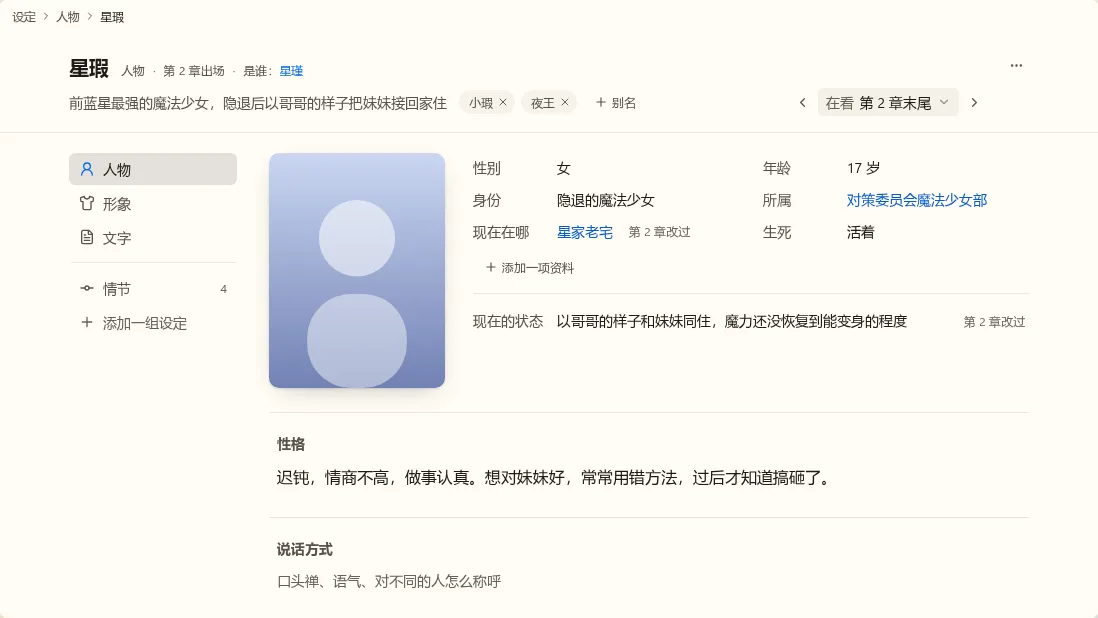 设定 > 人物 > 星瑕
星瑕 人物 · 第 2 章出场 · 是谁: 星瑾
前蓝星最强的魔法少女，隐退后以哥哥的样子把妹妹接回家住 小瑕 × 夜王 × + 别名
在看 第 2 章末尾
人物
形象
文字
情节 4
+ 添加一组设定
性别 女 年龄 17 岁
身份 隐退的魔法少女 所属 对策委员会魔法少女部
现在在哪 星家老宅 第 2 章改过 生死 活着
+ 添加一项资料
现在的状态 以哥哥的样子和妹妹同住，魔力还没恢复到能变身的程度 第 2 章改过
性格
迟钝，情商不高，做事认真。想对妹妹好，常常用错方法，过后才知道搞砸了。
说话方式
口头禅、语气、对不同的人怎么称呼